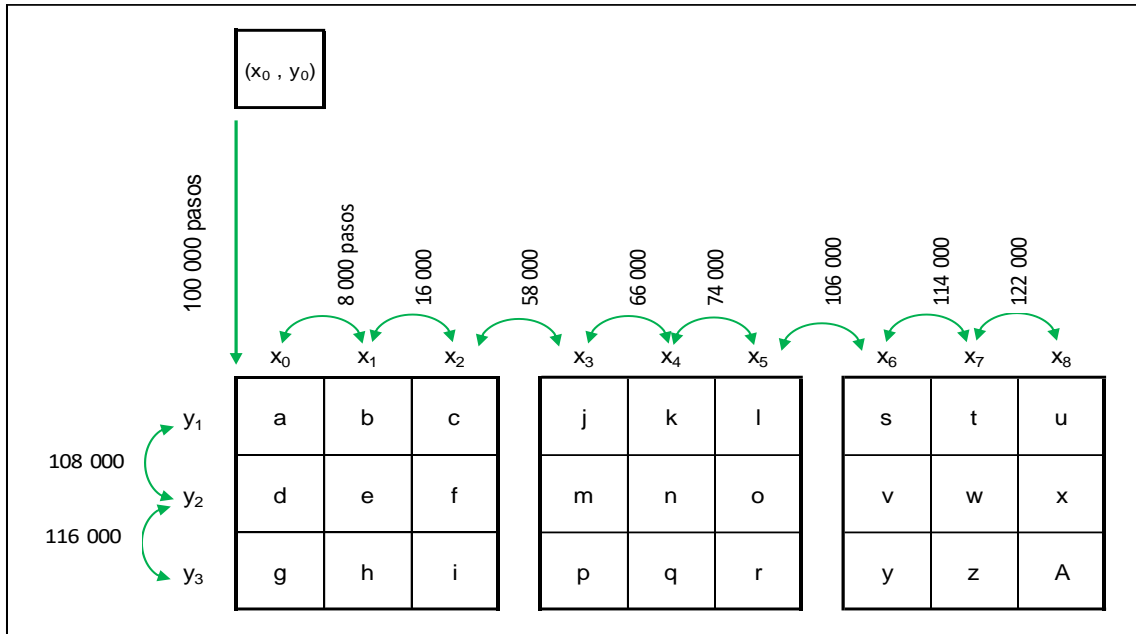 (x₀ , y₀)
100 000 pasos
8 000 pasos
16 000
58 000
66 000
74 000
106 000
114 000
122 000
x₀ x₁ x₂ x₃ x₄ x₅ x₆ x₇ x₈
y₁ a b c j k l s t u
108 000
y₂ d e f m n o v w x
116 000
y₃ g h i p q r y z A